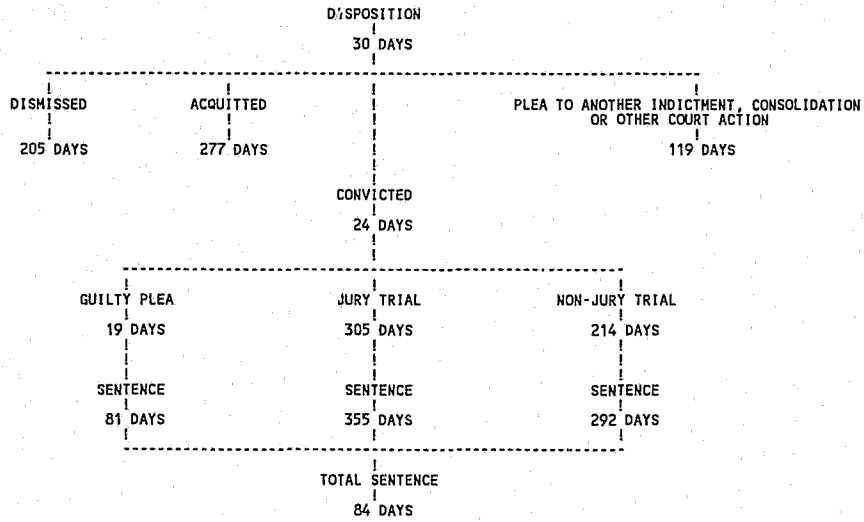 DISPOSITION
30 DAYS
DISMISSED ACQUITTED PLEA TO ANOTHER INDICTMENT, CONSOLIDATION
OR OTHER COURT ACTION
205 DAYS 277 DAYS 119 DAYS
CONVICTED
24 DAYS
GUILTY PLEA JURY TRIAL NON-JURY TRIAL
19 DAYS 305 DAYS 214 DAYS
SENTENCE SENTENCE SENTENCE
81 DAYS 355 DAYS 292 DAYS
TOTAL SENTENCE
84 DAYS